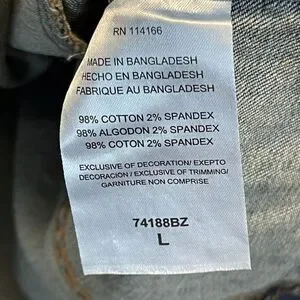 RN 114166
MADE IN BANGLADESH
HECHO EN BANGLADESH
FABRIQUE AU BANGLADESH
98% COTTON 2% SPANDEX
98% ALGODON 2% SPANDEX
98% COTON 2% SPANDEX
EXCLUSIVE OF DECORATION/ EXEPTO
DECORACION / EXCLUSIVE OF TRIMMING/
GARNITURE NON COMPRISE
74188BZ
L